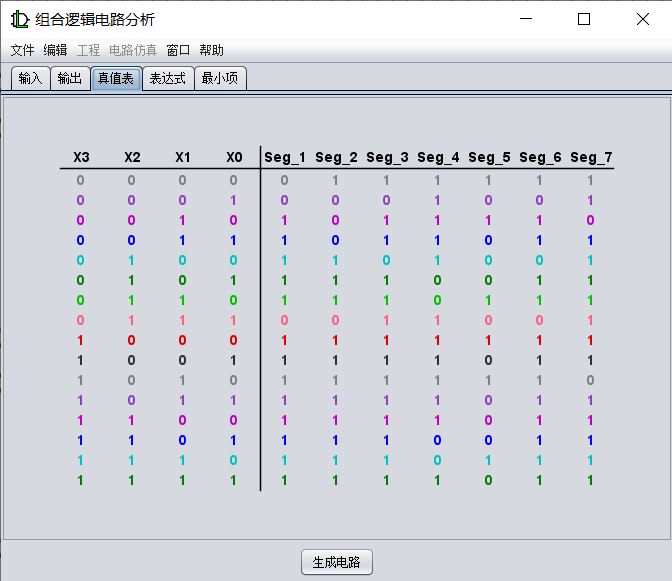 组合逻辑电路分析
文件 编辑 工程 电路仿真 窗口 帮助
输入 输出 真值表 表达式 最小项
X3 X2 X1 X0 Seg_1 Seg_2 Seg_3 Seg_4 Seg_5 Seg_6 Seg_7
0 0 0 0 0 1 1 1 1 1 1
0 0 0 1 0 0 0 1 0 0 1
0 0 1 0 1 0 1 1 1 1 0
0 0 1 1 1 0 1 1 0 1 1
0 1 0 0 1 1 0 1 0 0 1
0 1 0 1 1 1 1 0 0 1 1
0 1 1 0 1 1 1 0 1 1 1
0 1 1 1 0 0 1 1 0 0 1
1 0 0 0 1 1 1 1 1 1 1
1 0 0 1 1 1 1 1 0 1 1
1 0 1 0 1 1 1 1 1 1 0
1 0 1 1 1 1 1 1 0 1 1
1 1 0 0 1 1 1 1 1 1 1
1 1 0 1 1 1 1 0 0 1 1
1 1 1 0 1 1 1 0 1 1 1
1 1 1 1 1 1 1 1 0 1 1
生成电路